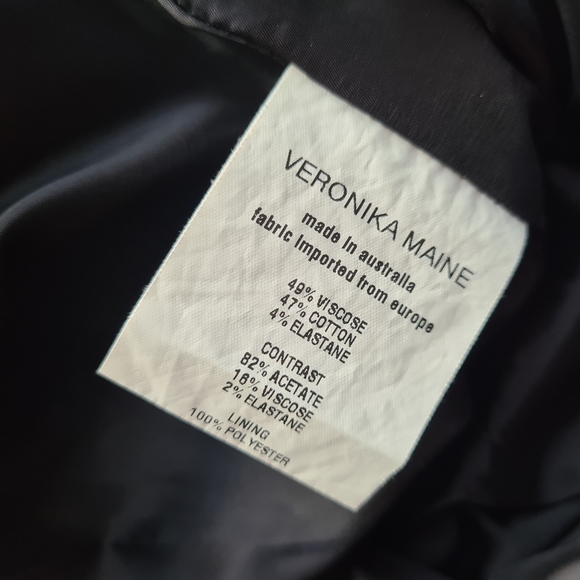 VERONIKA MAINE
made in australia
fabric imported from europe
49% VISCOSE
47% COTTON
4% ELASTANE
CONTRAST
82% ACETATE
16% VISCOSE
2% ELASTANE
LINING
100% POLYESTER